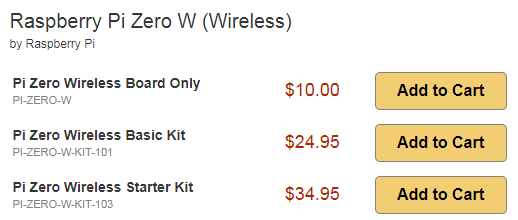 Raspberry Pi Zero W (Wireless)
by Raspberry Pi
Pi Zero Wireless Board Only
PI-ZERO-W
$10.00
Add to Cart
Pi Zero Wireless Basic Kit
PI-ZERO-W-KIT-101
$24.95
Add to Cart
Pi Zero Wireless Starter Kit
PI-ZERO-W-KIT-103
$34.95
Add to Cart